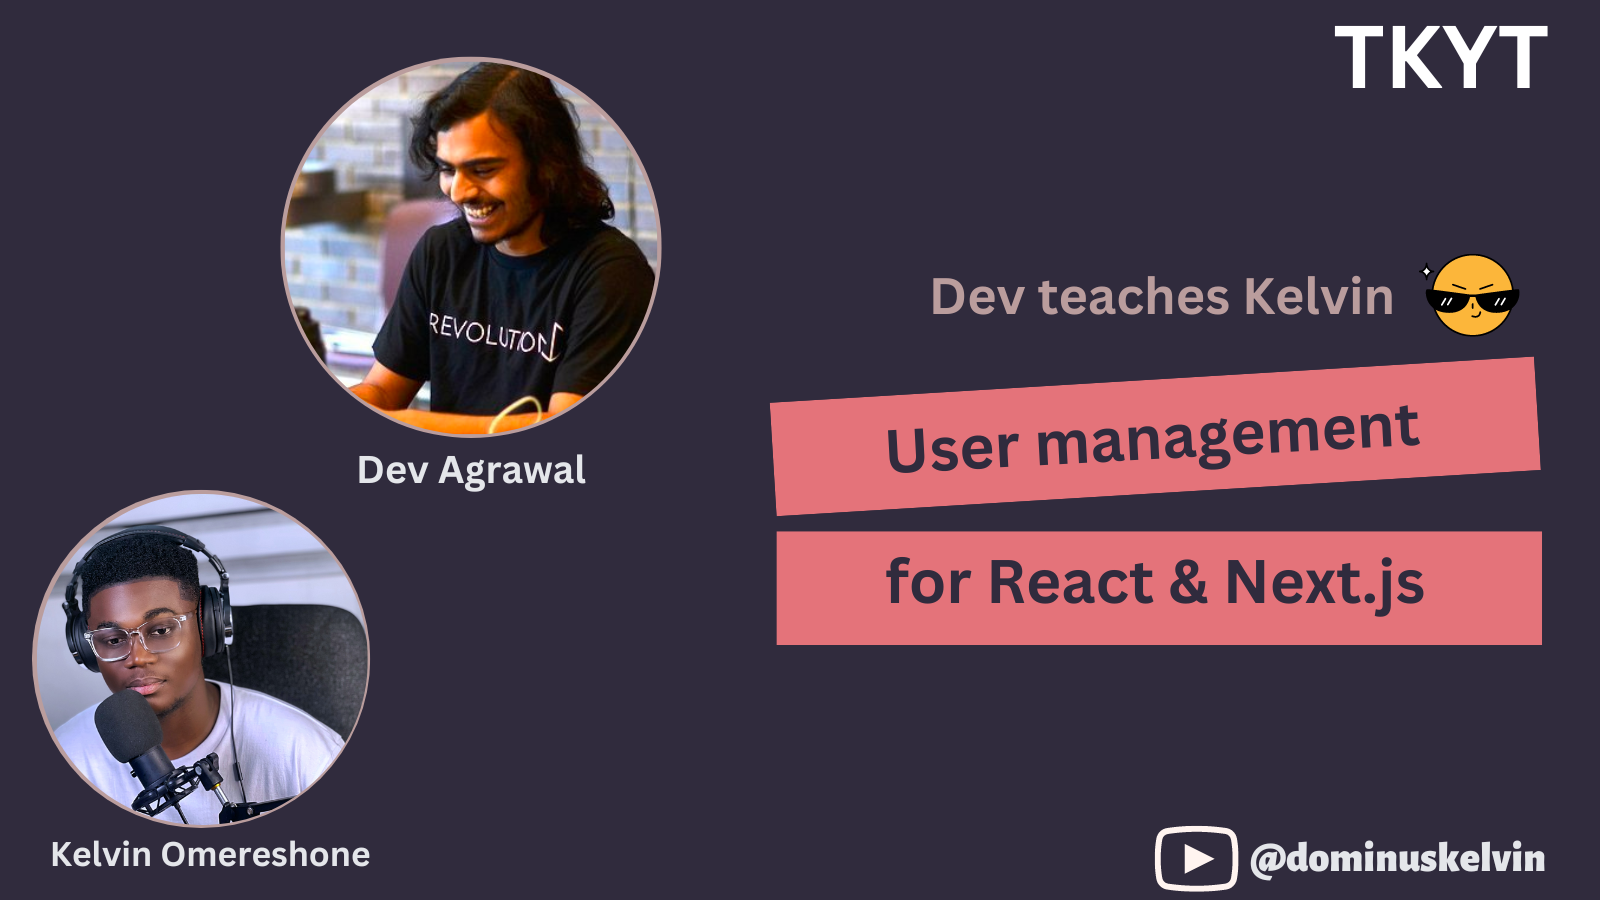 TKYT
REVOLUTION
Dev Agrawal
Dev teaches Kelvin
User management
for React & Next.js
Kelvin Omereshone
@dominuskelvin